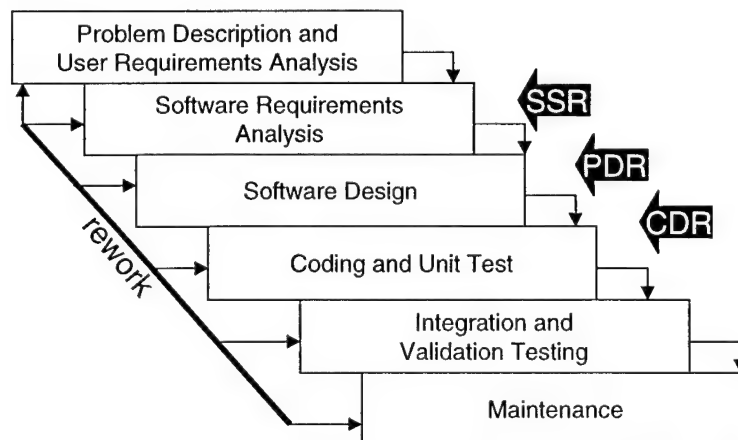 Problem Description and
User Requirements Analysis
Software Requirements
Analysis
SSR
Software Design
PDR
Coding and Unit Test
CDR
rework
Integration and
Validation Testing
Maintenance